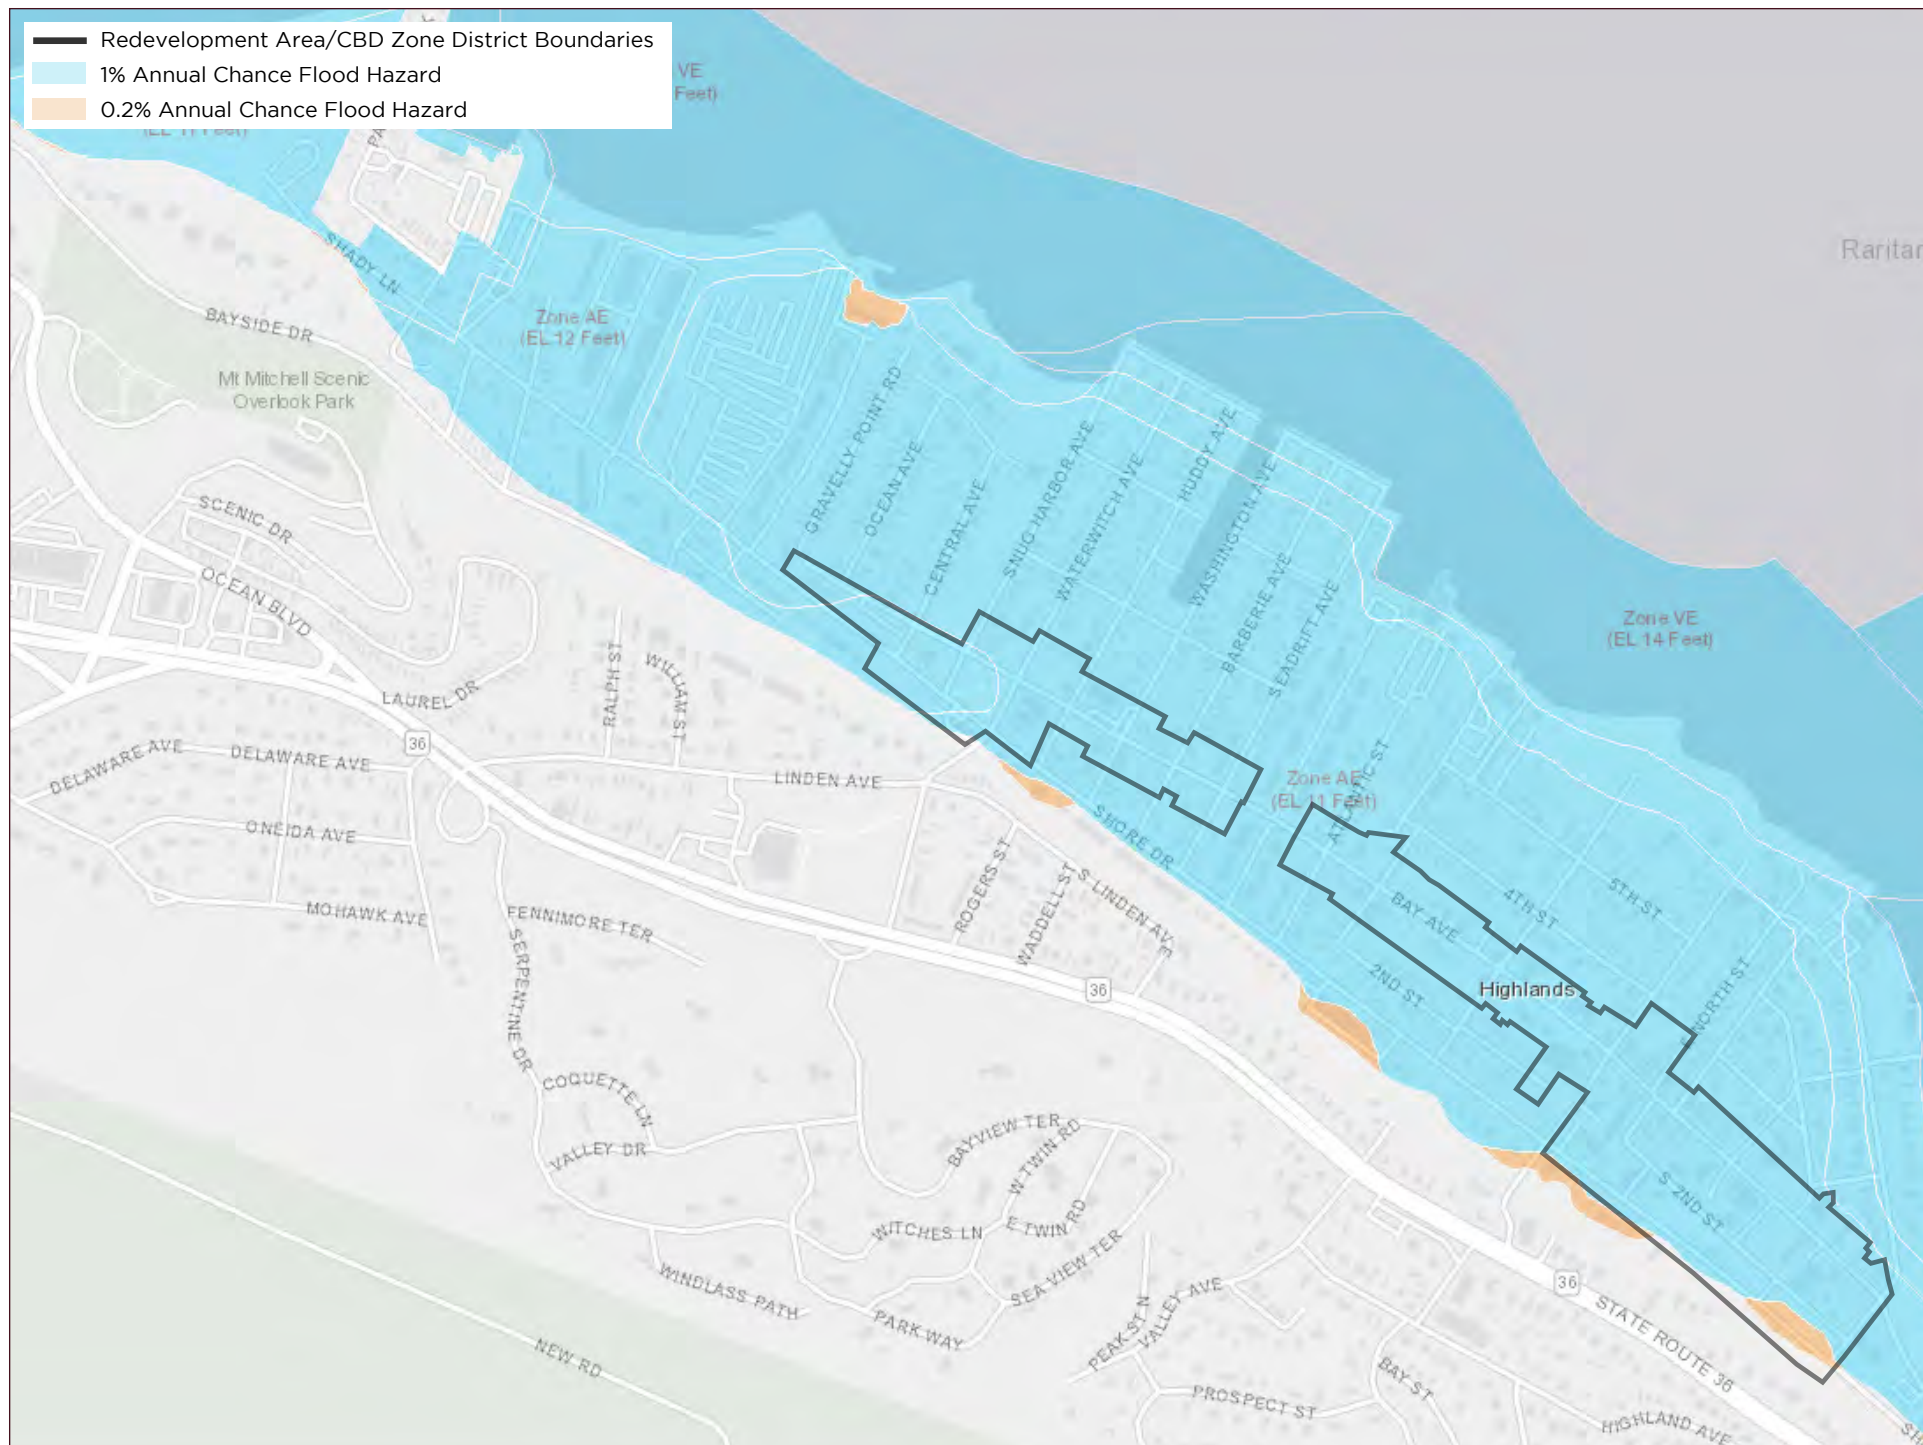 Redevelopment Area/CBD Zone District Boundaries
1% Annual Chance Flood Hazard
0.2% Annual Chance Flood Hazard
VE
Feet)
(EL 11 Feet)
Raritan
SHADY LN
BAYSIDE DR
Zone AE
(EL 12 Feet)
Mt Mitchell Scenic
Overlook Park
GRAVELLY POINT RD
OCEAN AVE
CENTRAL AVE
SNUG HARBOR AVE
WATERWITCH AVE
HUDDY AVE
WASHINGTON AVE
BARBERIE AVE
SEADRIFT AVE
SCENIC DR
OCEAN BLVD
LAUREL DR
RALPH ST
WILLIAM ST
Zone VE
(EL 14 Feet)
DELAWARE AVE
DELAWARE AVE
36
LINDEN AVE
Zone AE
(EL 11 Feet)
ATLANTIC ST
ONEIDA AVE
SHORE DR
MOHAWK AVE
FENNIMORE TER
SERPENTINE DR
ROGERS ST
WADDELL ST
S LINDEN AVE
BAY AVE
4TH ST
5TH ST
2ND ST
Highlands
NORTH ST
36
COQUETTE LN
VALLEY DR
BAYVIEW TER
W TWIN RD
E TWIN RD
WITCHES LN
SEA VIEW TER
S 2ND ST
WINDLASS PATH
PARK WAY
PEAK ST N
VALLEY AVE
36
STATE ROUTE 36
NEW RD
PROSPECT ST
BAY ST
HIGHLAND AVE
SH